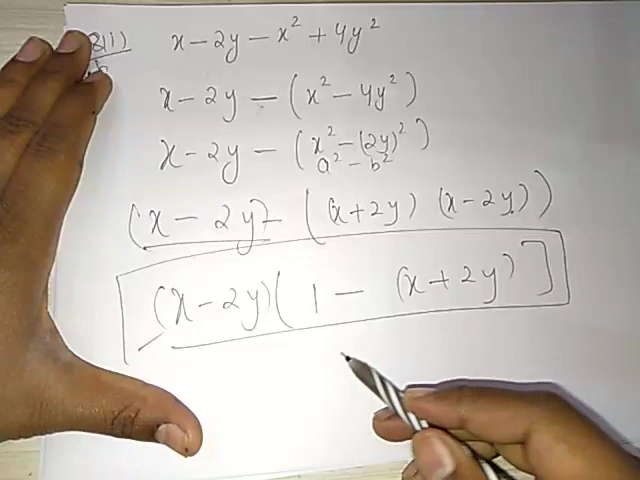 x - 2y - x² + 4y²
x - 2y - (x² - 4y²)
x - 2y - (x² - (2y)²)
a² - b²
(x - 2y) - ((x+2y) (x-2y))
(x - 2y)( 1 - (x + 2y) ]